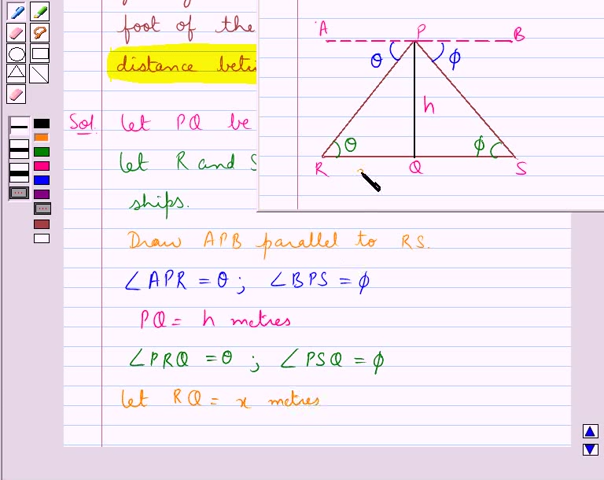 foot of the
distance betw
Sol. Let PQ be
Let R and S
ships.
Draw APB parallel to RS.
∠APR = θ ; ∠BPS = ϕ
PQ = h metres
∠PRQ = θ ; ∠PSQ = ϕ
Let RQ = x metres
A P B
θ ϕ
h
θ ϕ
R Q S